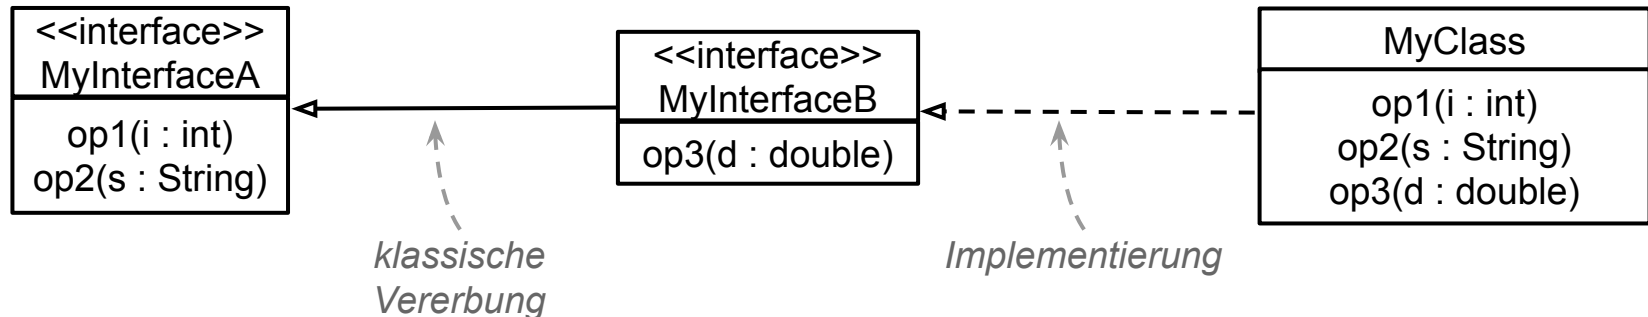 <<interface>>
MyInterfaceA
op1(i : int)
op2(s : String)
<<interface>>
MyInterfaceB
op3(d : double)
MyClass
op1(i : int)
op2(s : String)
op3(d : double)
klassische
Vererbung
Implementierung